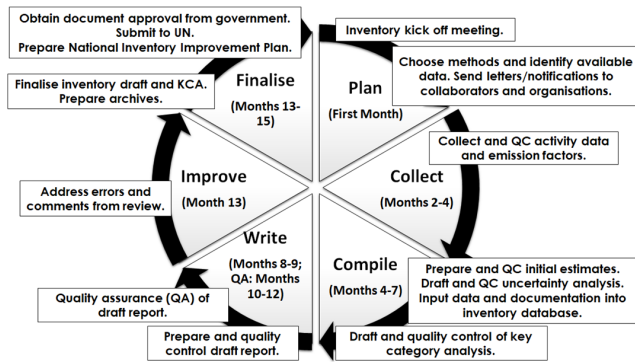 Inventory kick off meeting.
Plan
(First Month)
Choose methods and identify available
data. Send letters/notifications to
collaborators and organisations.
Collect
(Months 2-4)
Collect and QC activity data
and emission factors.
Compile
(Months 4-7)
Prepare and QC initial estimates.
Draft and QC uncertainty analysis.
Input data and documentation into
inventory database.
Draft and quality control of key
category analysis.
Write
(Months 8-9;
QA: Months
10-12)
Prepare and quality
control draft report.
Quality assurance (QA) of
draft report.
Improve
(Month 13)
Address errors and
comments from review.
Finalise
(Months 13-
15)
Finalise inventory draft and KCA.
Prepare archives.
Obtain document approval from government.
Submit to UN.
Prepare National Inventory Improvement Plan.